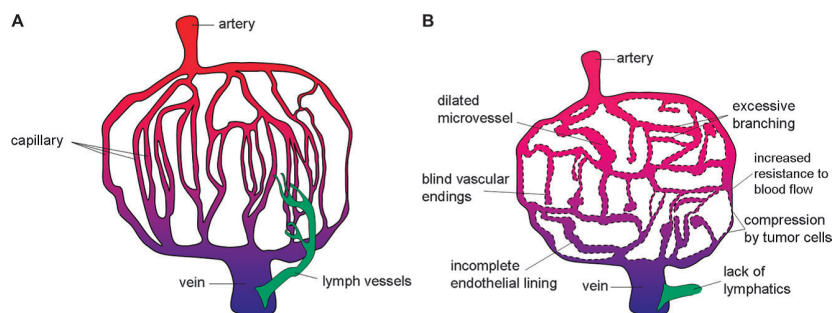 A
artery
capillary
vein
lymph vessels
B
artery
dilated
microvessel
excessive
branching
increased
resistance to
blood flow
blind vascular
endings
compression
by tumor cells
incomplete
endothelial lining
vein
lack of
lymphatics